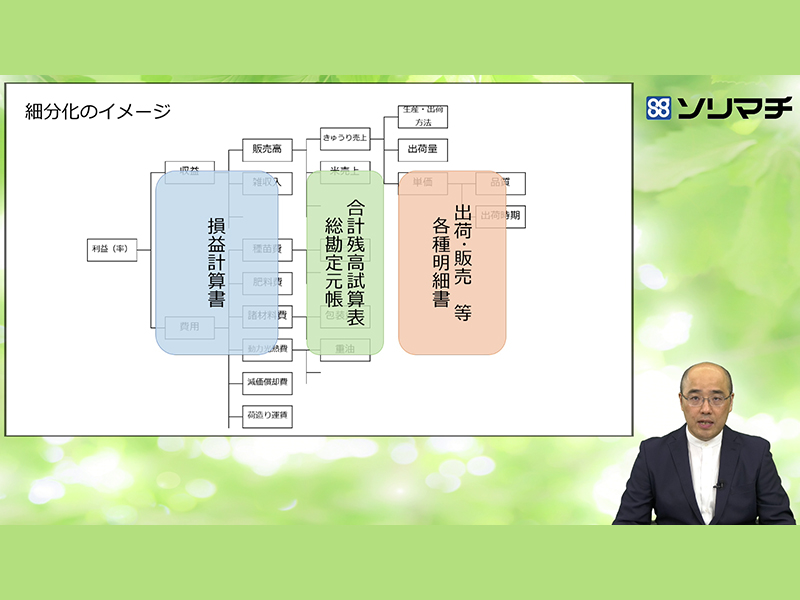 細分化のイメージ
ソリマチ
利益（率）
収益
費用
販売高
雑収入
種苗費
肥料費
諸材料費
動力光熱費
減価償却費
荷造り運賃
きゅうり売上
米売上
重油
生産・出荷
方法
出荷量
単価
品質
出荷時期
損益計算書
合計残高試算表
総勘定元帳
出荷・販売 等
各種明細書